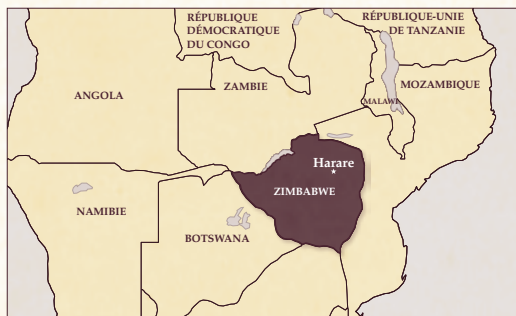 RÉPUBLIQUE
DÉMOCRATIQUE
DU CONGO
RÉPUBLIQUE-UNIE
DE TANZANIE
ANGOLA
ZAMBIE
MALAWI
MOZAMBIQUE
Harare
ZIMBABWE
NAMIBIE
BOTSWANA